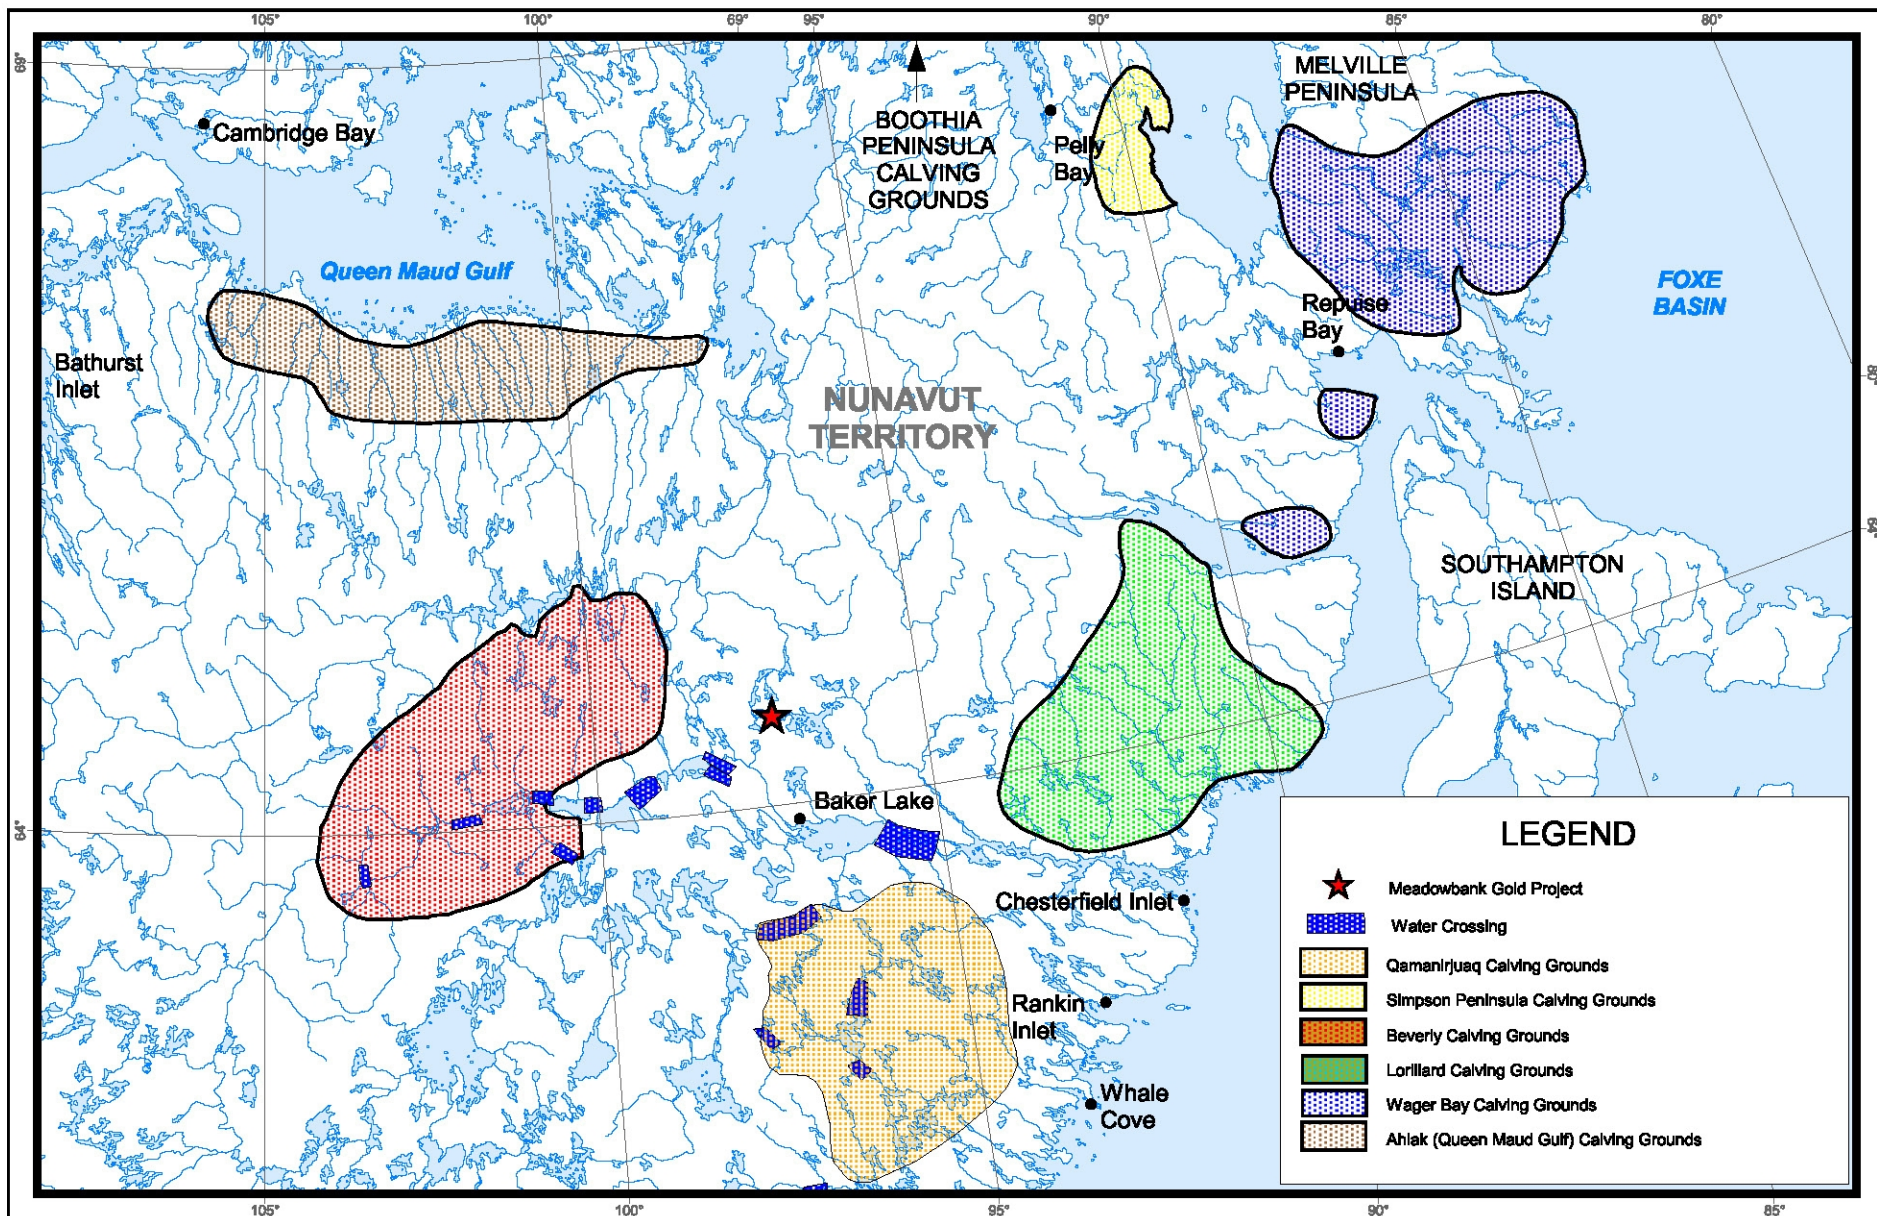 105°
100°
69°
95°
90°
85°
80°
69°
Cambridge Bay
BOOTHIA
PENINSULA
CALVING
GROUNDS
Pelly
Bay
MELVILLE
PENINSULA
Queen Maud Gulf
FOXE
BASIN
Repulse
Bay
Bathurst
Inlet
80°
NUNAVUT
TERRITORY
64°
SOUTHAMPTON
ISLAND
Baker Lake
64°
Chesterfield Inlet
Rankin
Inlet
Whale
Cove
LEGEND
Meadowbank Gold Project
Water Crossing
Qamanirjuaq Calving Grounds
Simpson Peninsula Calving Grounds
Beverly Calving Grounds
Lorillard Calving Grounds
Wager Bay Calving Grounds
Ahiak (Queen Maud Gulf) Calving Grounds
105°
100°
95°
90°
85°